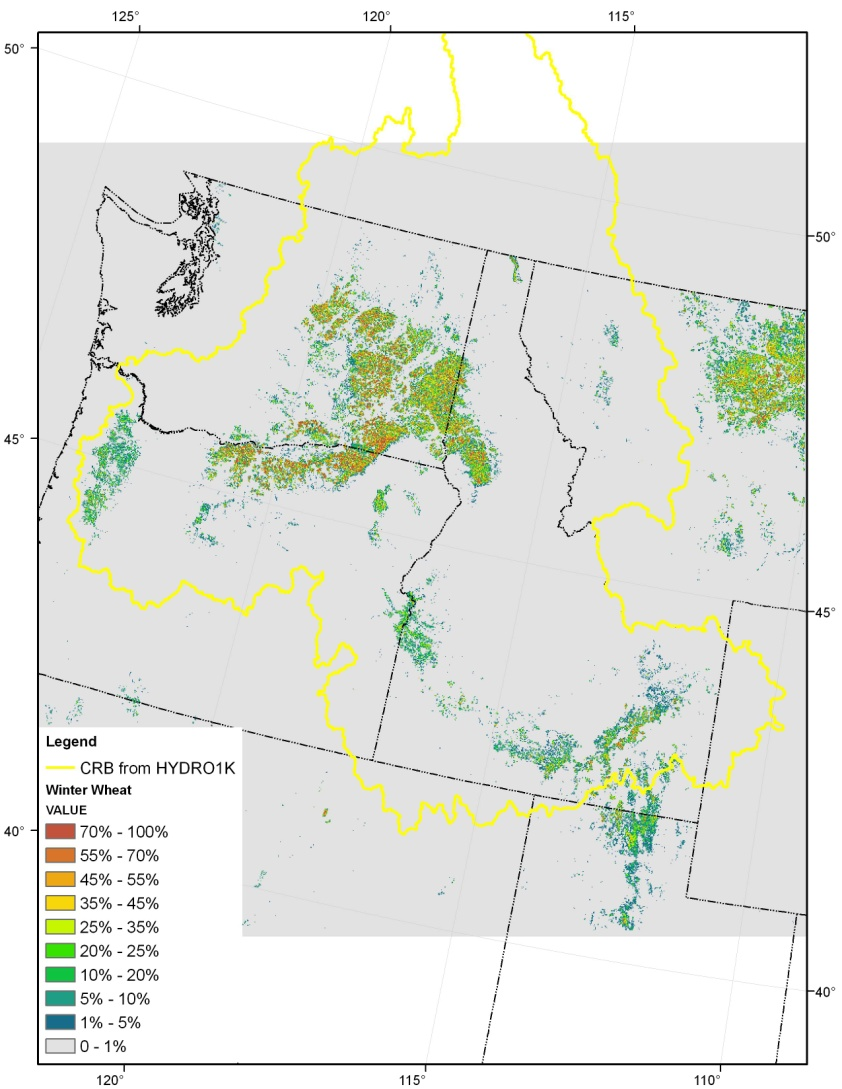 125° 120° 115°
50°
50°
45°
45°
Legend
CRB from HYDRO1K
Winter Wheat
VALUE
70% - 100%
55% - 70%
45% - 55%
35% - 45%
25% - 35%
20% - 25%
10% - 20%
5% - 10%
1% - 5%
0 - 1%
40°
40°
120° 115° 110°